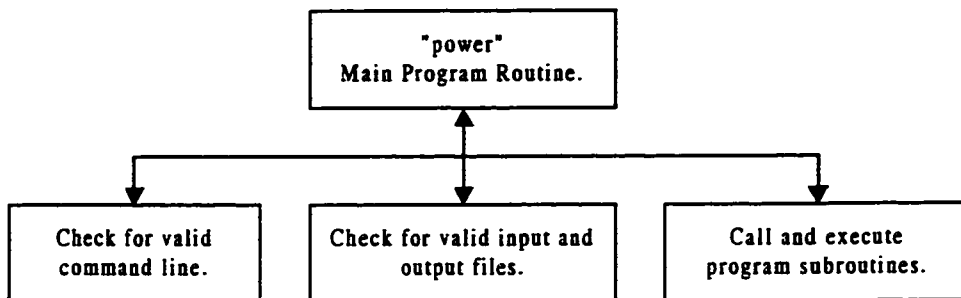 "power"
Main Program Routine.
Check for valid
command line.
Check for valid input and
output files.
Call and execute
program subroutines.